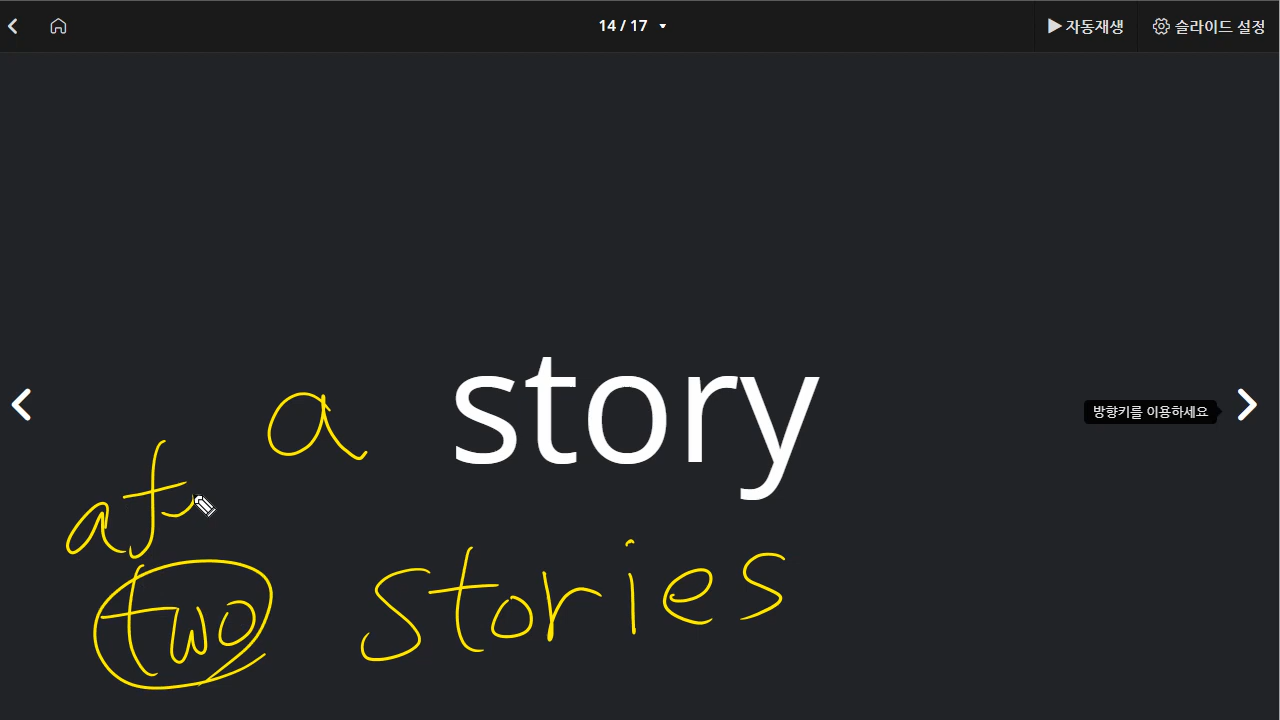 14 / 17
자동재생
슬라이드 설정
a story
방향키를 이용하세요
two stories